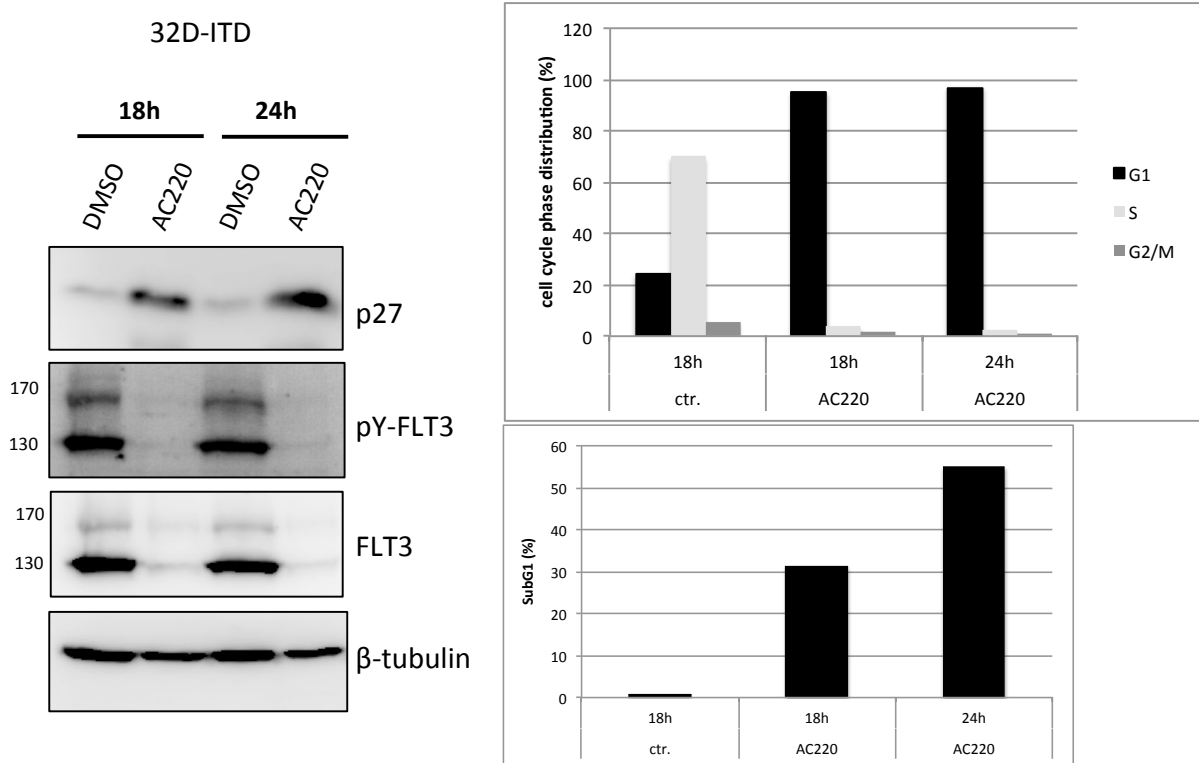 32D-ITD
18h 24h
DMSO AC220 DMSO AC220
p27
170
130
pY-FLT3
170
130
FLT3
β-tubulin
cell cycle phase distribution (%)
120
100
80
60
40
20
0
18h 18h 24h
ctr. AC220 AC220
G1
S
G2/M
SubG1 (%)
60
50
40
30
20
10
0
18h 18h 24h
ctr. AC220 AC220